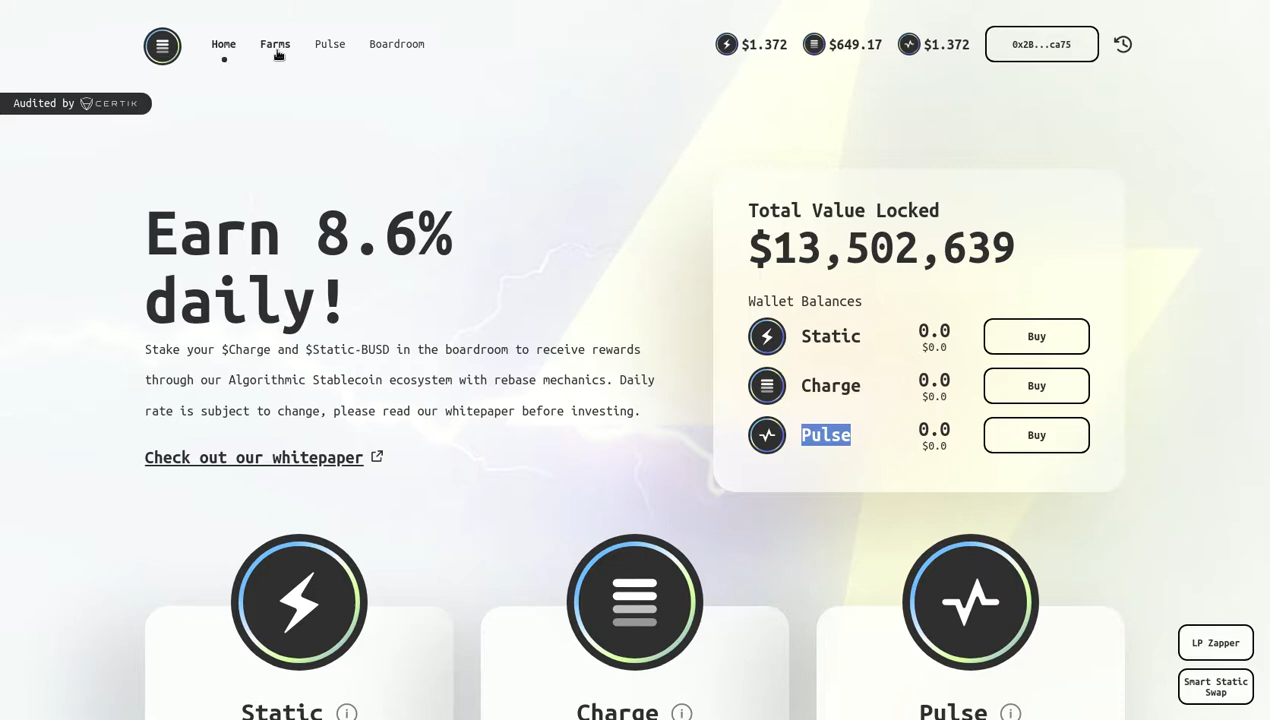 Home
Farms
Pulse
Boardroom
$1.372
$649.17
$1.372
0x2B...ca75
Audited by CERTIK
Earn 8.6%
daily!
Stake your $Charge and $Static-BUSD in the boardroom to receive rewards
through our Algorithmic Stablecoin ecosystem with rebase mechanics. Daily
rate is subject to change, please read our whitepaper before investing.
Check out our whitepaper
Total Value Locked
$13,502,639
Wallet Balances
Static
0.0
$0.0
Buy
Charge
0.0
$0.0
Buy
Pulse
0.0
$0.0
Buy
Static
Charge
Pulse
LP Zapper
Smart Static
Swap